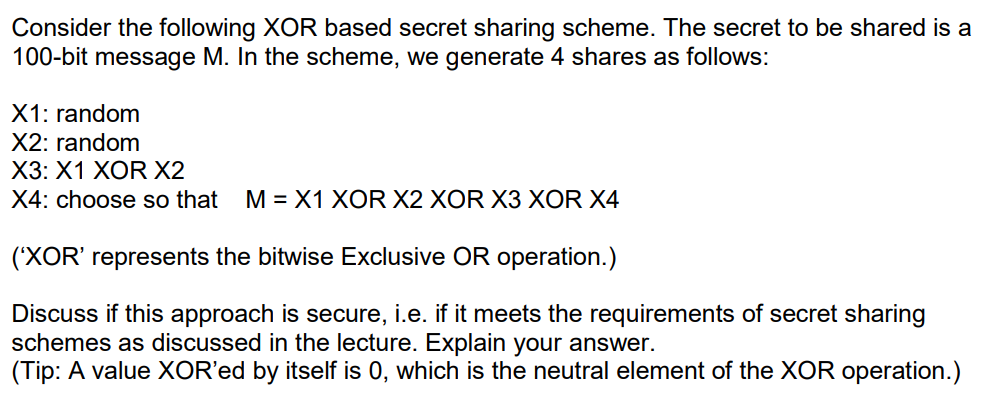 Consider the following XOR based secret sharing scheme. The secret to be shared is a
100-bit message M. In the scheme, we generate 4 shares as follows:
X1: random
X2: random
X3: X1 XOR X2
X4: choose so that M = X1 XOR X2 XOR X3 XOR X4
(‘XOR’ represents the bitwise Exclusive OR operation.)
Discuss if this approach is secure, i.e. if it meets the requirements of secret sharing
schemes as discussed in the lecture. Explain your answer.
(Tip: A value XOR’ed by itself is 0, which is the neutral element of the XOR operation.)